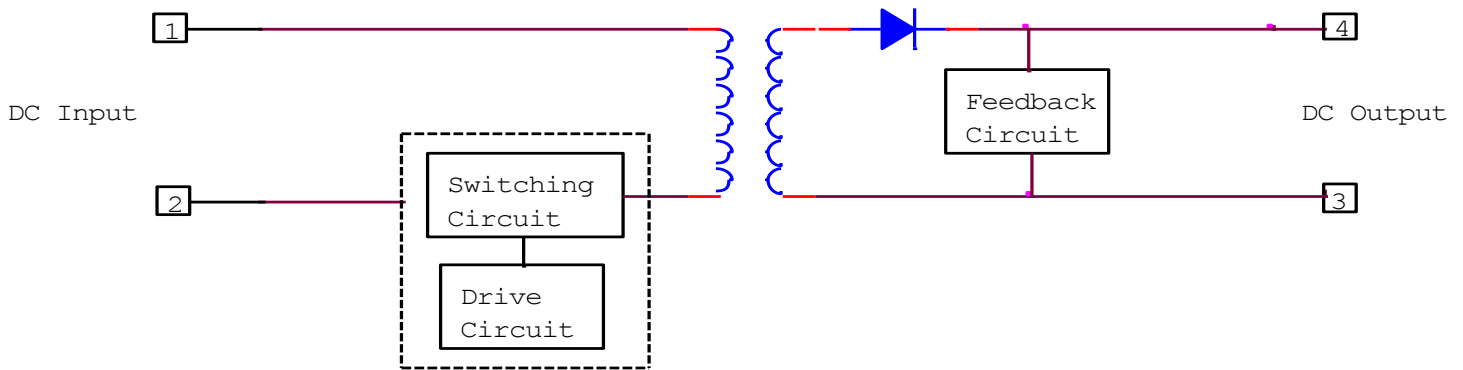 1
4
DC Input
Feedback
Circuit
DC Output
Switching
Circuit
2
3
Drive
Circuit